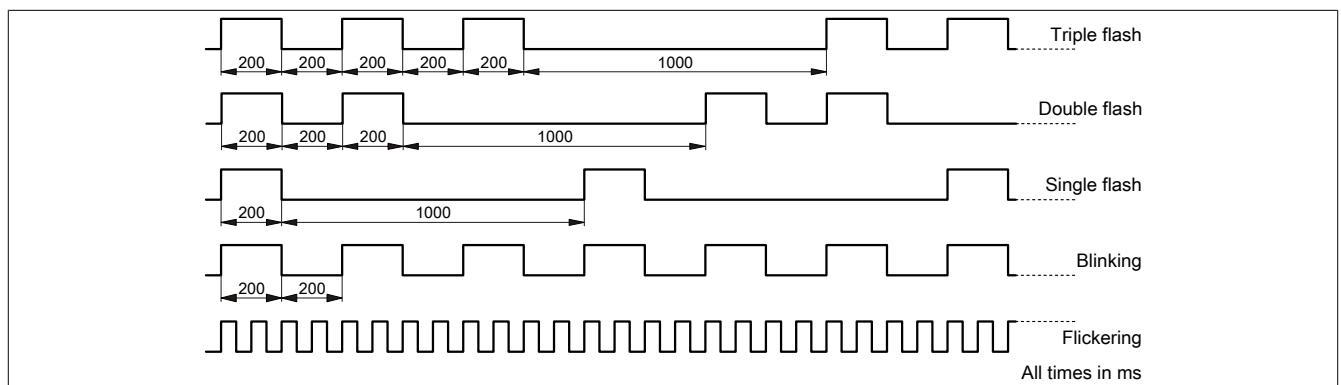 Triple flash
200 200 200 200 200 1000
Double flash
200 200 200 1000
Single flash
200 1000
Blinking
200 200
Flickering
All times in ms